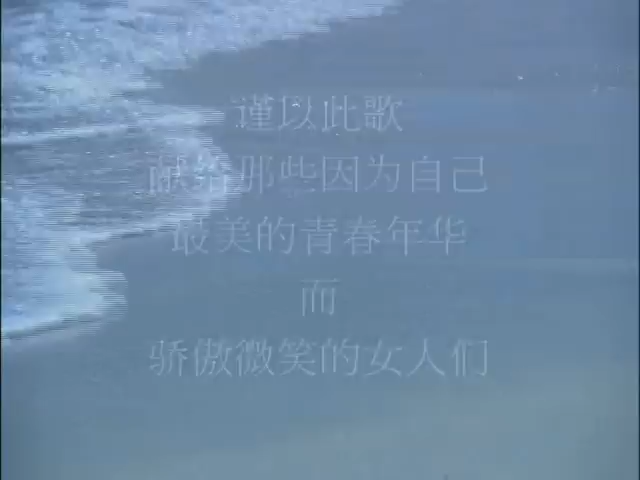 谨以此歌
献给那些因为自己
最美的青春年华
而
骄傲微笑的女人们